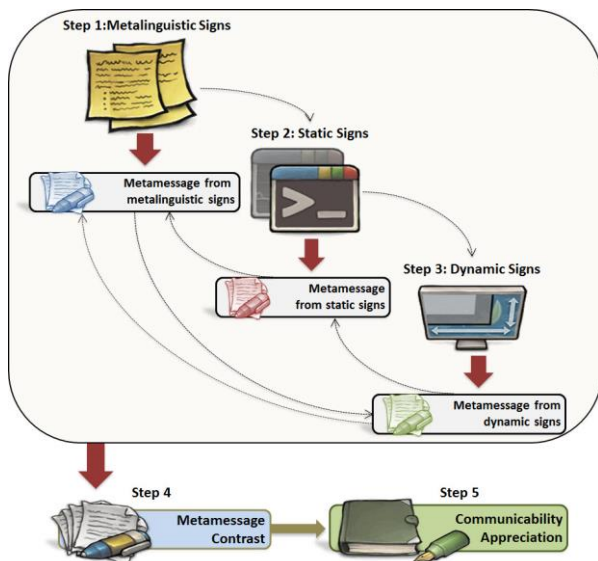 Step 1:Metalinguistic Signs
Step 2: Static Signs
Metamessage from
metalinguistic signs
Step 3: Dynamic Signs
Metamessage
from static signs
Metamessage from
dynamic signs
Step 4
Metamessage
Contrast
Step 5
Communicability
Appreciation